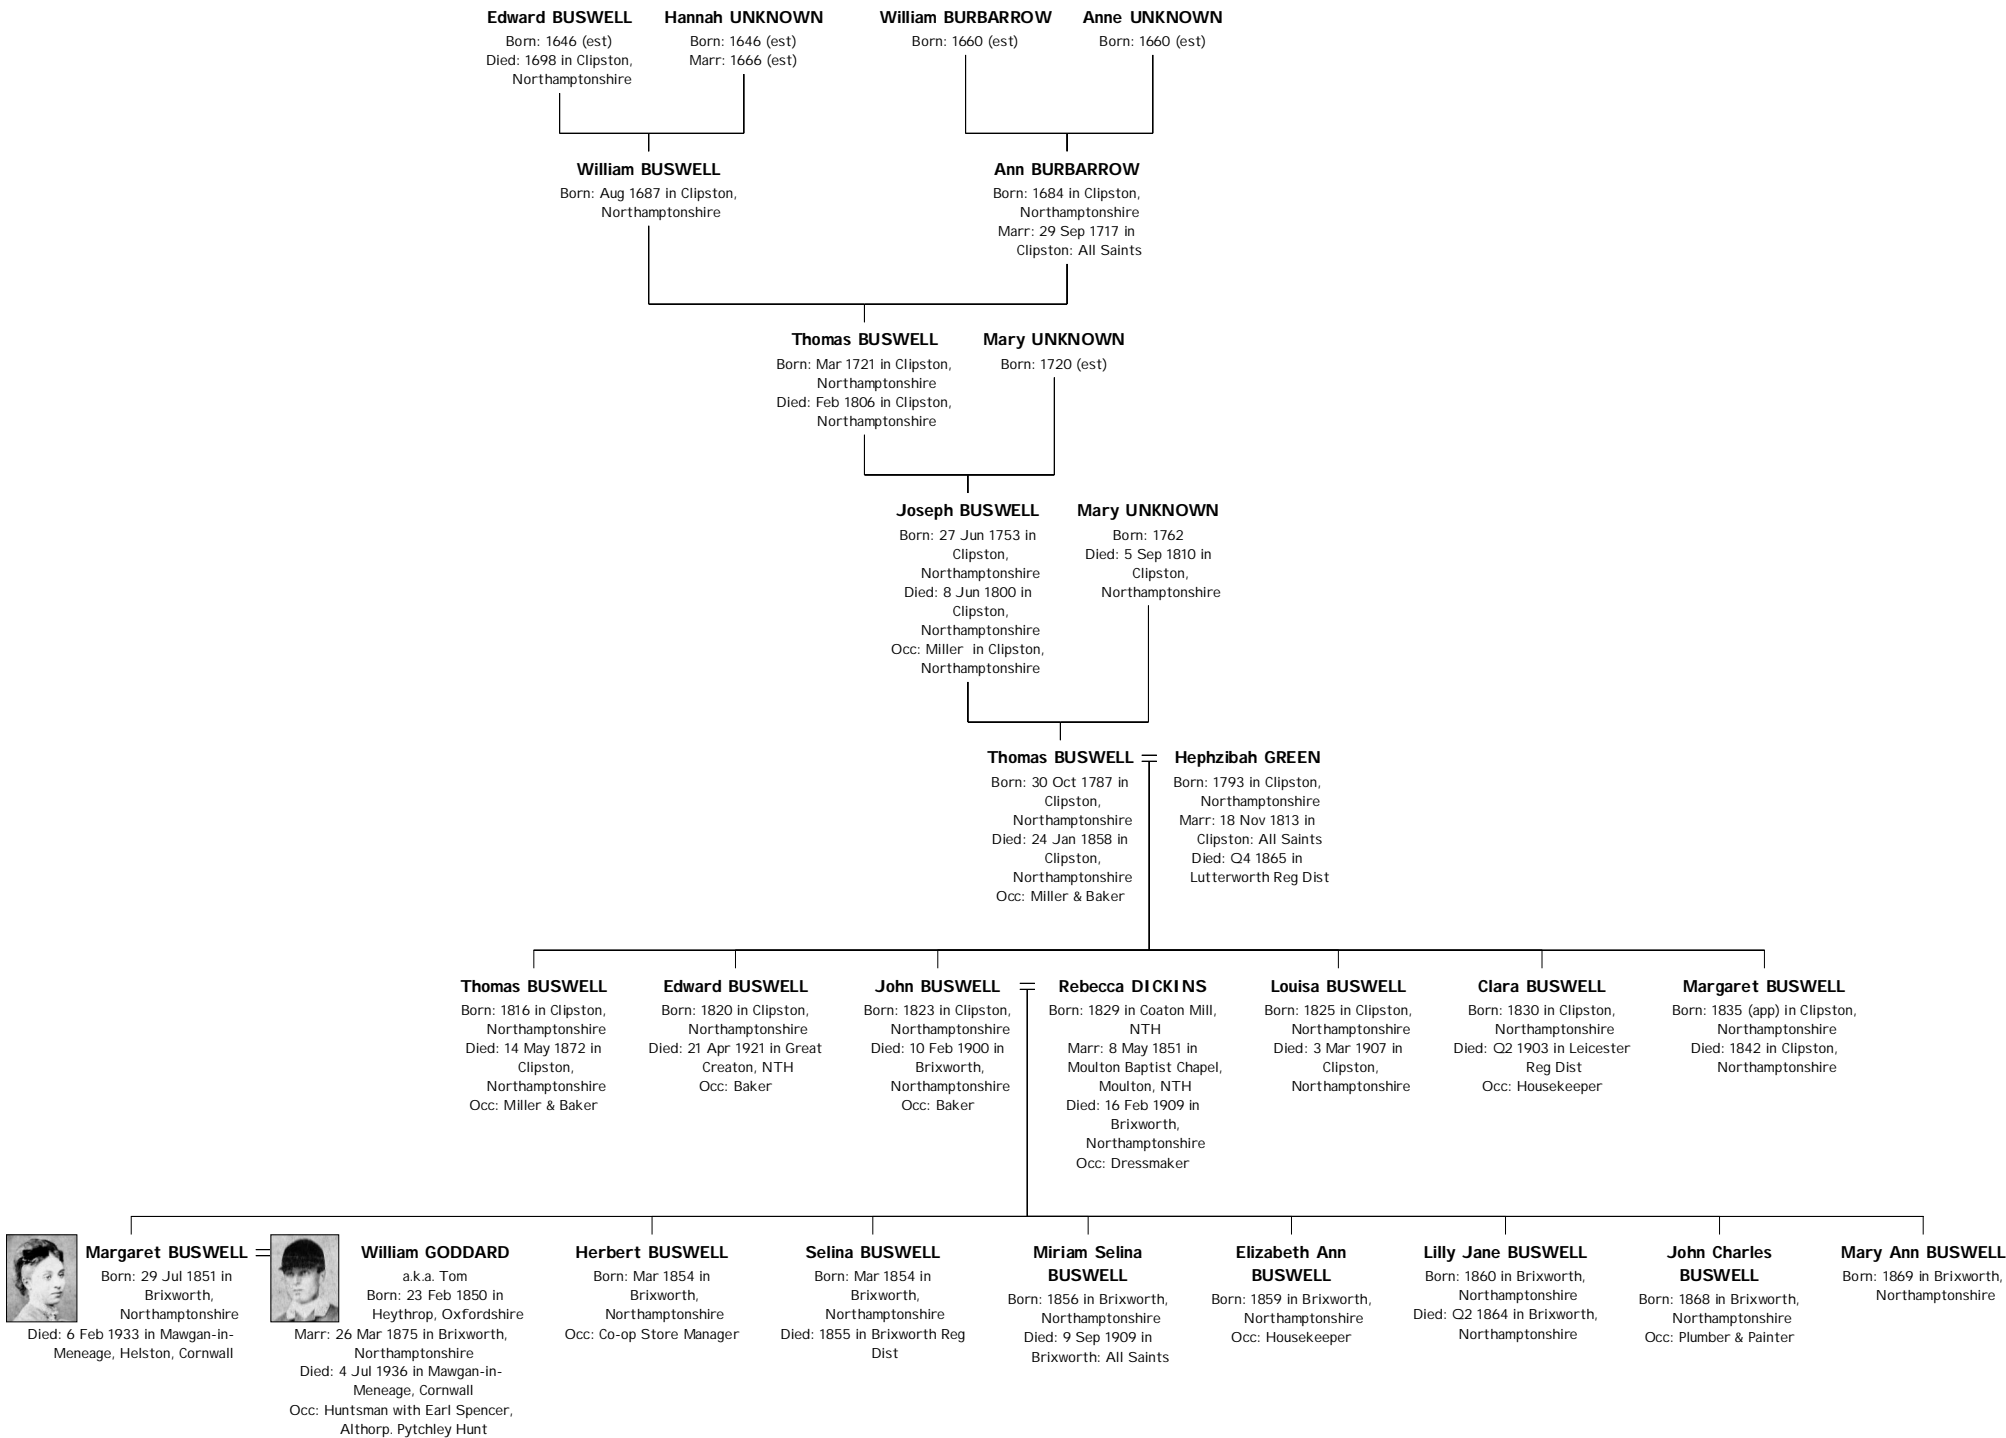 Edward BUSWELL
Born: 1646 (est)
Died: 1698 in Clipston,
Northamptonshire
Hannah UNKNOWN
Born: 1646 (est)
Marr: 1666 (est)
William BURBARROW
Born: 1660 (est)
Anne UNKNOWN
Born: 1660 (est)
William BUSWELL
Born: Aug 1687 in Clipston,
Northamptonshire
Ann BURBARROW
Born: 1684 in Clipston,
Northamptonshire
Marr: 29 Sep 1717 in
Clipston: All Saints
Thomas BUSWELL
Born: Mar 1721 in Clipston,
Northamptonshire
Died: Feb 1806 in Clipston,
Northamptonshire
Mary UNKNOWN
Born: 1720 (est)
Joseph BUSWELL
Born: 27 Jun 1753 in
Clipston,
Northamptonshire
Died: 8 Jun 1800 in
Clipston,
Northamptonshire
Occ: Miller in Clipston,
Northamptonshire
Mary UNKNOWN
Born: 1762
Died: 5 Sep 1810 in
Clipston,
Northamptonshire
Thomas BUSWELL
Born: 30 Oct 1787 in
Clipston,
Northamptonshire
Died: 24 Jan 1858 in
Clipston,
Northamptonshire
Occ: Miller & Baker
Hephzibah GREEN
Born: 1793 in Clipston,
Northamptonshire
Marr: 18 Nov 1813 in
Clipston: All Saints
Died: Q4 1865 in
Lutterworth Reg Dist
Thomas BUSWELL
Born: 1816 in Clipston,
Northamptonshire
Died: 14 May 1872 in
Clipston,
Northamptonshire
Occ: Miller & Baker
Edward BUSWELL
Born: 1820 in Clipston,
Northamptonshire
Died: 21 Apr 1921 in Great
Creaton, NTH
Occ: Baker
John BUSWELL
Born: 1823 in Clipston,
Northamptonshire
Died: 10 Feb 1900 in
Brixworth,
Northamptonshire
Occ: Baker
Rebecca DICKINS
Born: 1829 in Coaton Mill,
NTH
Marr: 8 May 1851 in
Moulton Baptist Chapel,
Moulton, NTH
Died: 16 Feb 1909 in
Brixworth,
Northamptonshire
Occ: Dressmaker
Louisa BUSWELL
Born: 1825 in Clipston,
Northamptonshire
Died: 3 Mar 1907 in
Clipston,
Northamptonshire
Clara BUSWELL
Born: 1830 in Clipston,
Northamptonshire
Died: Q2 1903 in Leicester
Reg Dist
Occ: Housekeeper
Margaret BUSWELL
Born: 1835 (app) in Clipston,
Northamptonshire
Died: 1842 in Clipston,
Northamptonshire
Margaret BUSWELL
Born: 29 Jul 1851 in
Brixworth,
Northamptonshire
Died: 6 Feb 1933 in Mawgan-in-
Meneage, Helston, Cornwall
William GODDARD
a.k.a. Tom
Born: 23 Feb 1850 in
Heythrop, Oxfordshire
Marr: 26 Mar 1875 in Brixworth,
Northamptonshire
Died: 4 Jul 1936 in Mawgan-in-
Meneage, Cornwall
Occ: Huntsman with Earl Spencer,
Althorp. Pytchley Hunt
Herbert BUSWELL
Born: Mar 1854 in
Brixworth,
Northamptonshire
Occ: Co-op Store Manager
Selina BUSWELL
Born: Mar 1854 in
Brixworth,
Northamptonshire
Died: 1855 in Brixworth Reg
Dist
Miriam Selina
BUSWELL
Born: 1856 in Brixworth,
Northamptonshire
Died: 9 Sep 1909 in
Brixworth: All Saints
Elizabeth Ann
BUSWELL
Born: 1859 in Brixworth,
Northamptonshire
Occ: Housekeeper
Lilly Jane BUSWELL
Born: 1860 in Brixworth,
Northamptonshire
Died: Q2 1864 in Brixworth,
Northamptonshire
John Charles
BUSWELL
Born: 1868 in Brixworth,
Northamptonshire
Occ: Plumber & Painter
Mary Ann BUSWELL
Born: 1869 in Brixworth,
Northamptonshire